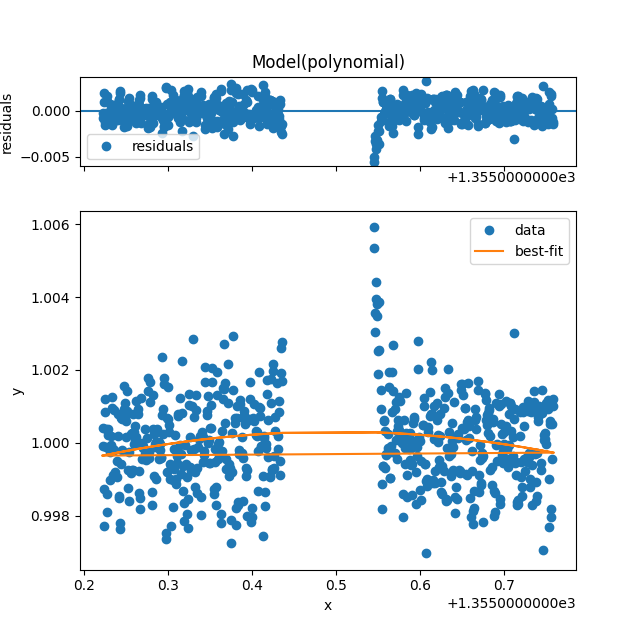 Model(polynomial)
residuals
0.000
−0.005
residuals
+1.3550000000e3
y
1.006
1.004
1.002
1.000
0.998
data
best-fit
0.2 0.3 0.4 0.5 0.6 0.7
x
+1.3550000000e3